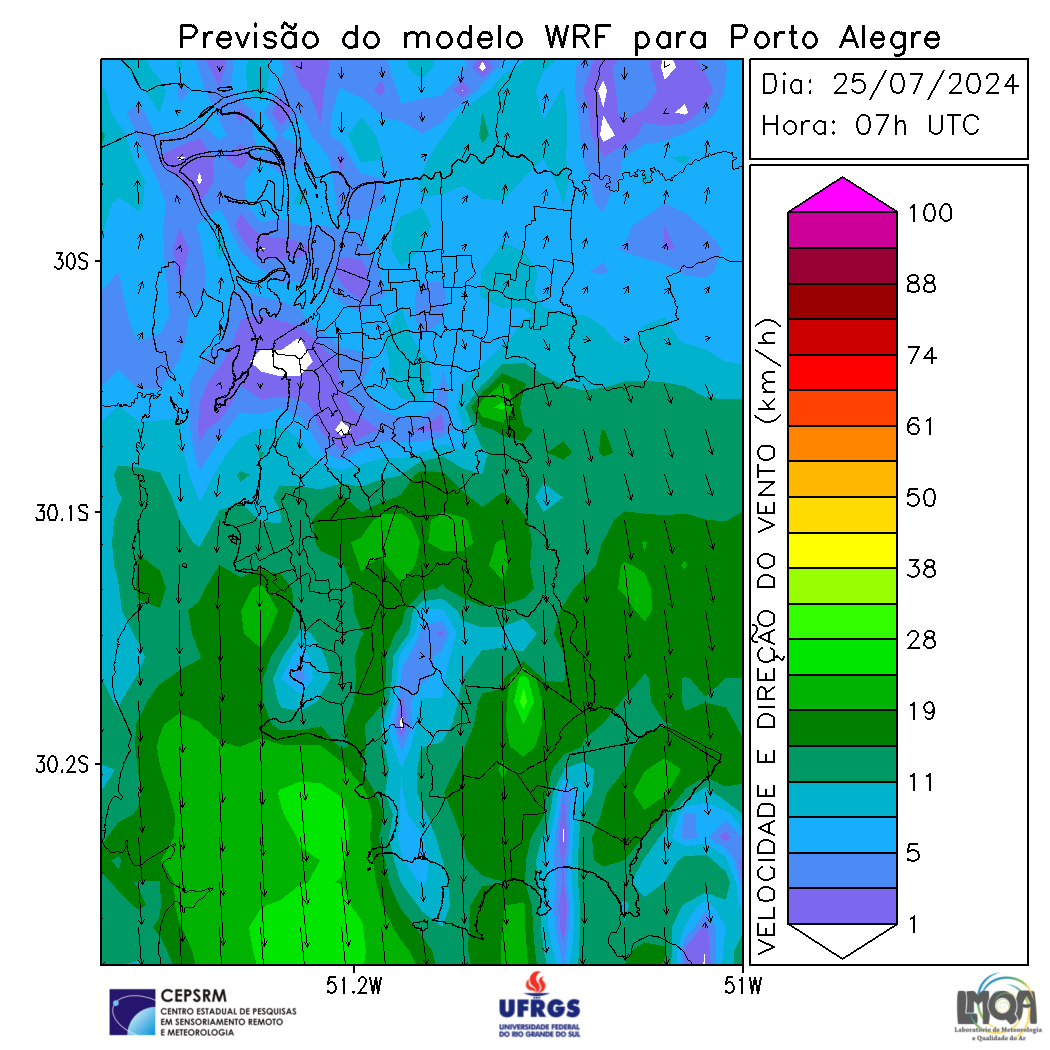 Previsão do modelo WRF para Porto Alegre
Dia: 25/07/2024
Hora: 07h UTC
30S
30.1S
30.2S
51.2W
51W
VELOCIDADE E DIREÇÃO DO VENTO (km/h)
100
88
74
61
50
38
28
19
11
5
1
CEPSRM
CENTRO ESTADUAL DE PESQUISAS
EM SENSORIAMENTO REMOTO
E METEOROLOGIA
UFRGS
UNIVERSIDADE FEDERAL
DO RIO GRANDE DO SUL
LMQA
Laboratório de Meteorologia
e Qualidade do Ar